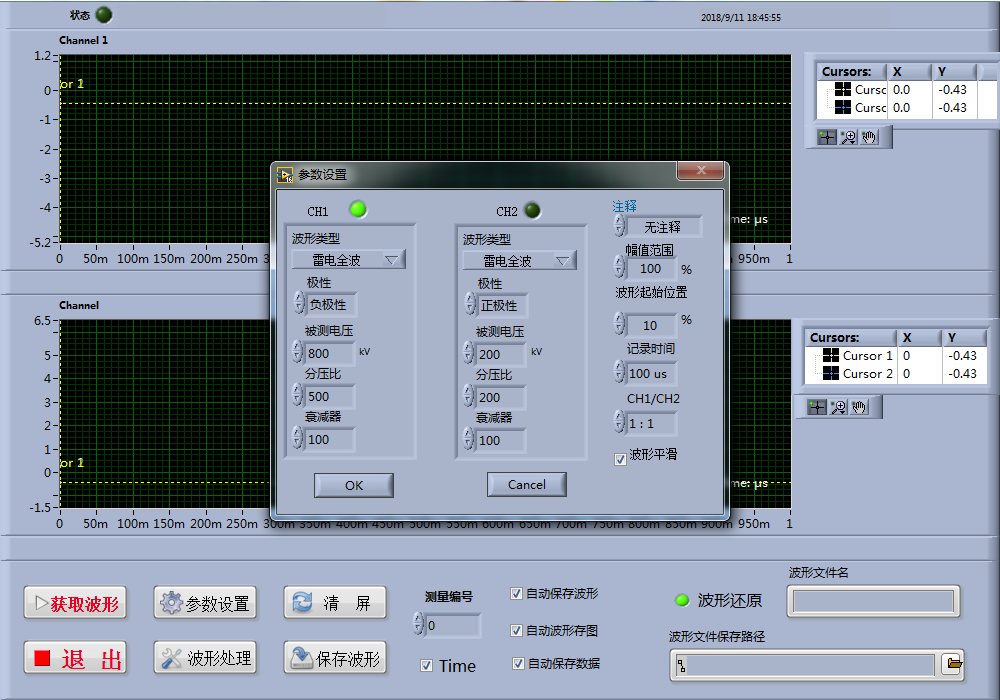 状态
2018/9/11 18:45:55
Channel 1
1.2
0
-1
-2
-3
-4
-5.2
or 1
me: µs
0 50m 100m 150m 200m 250m 1
Cursors: X Y
Cursc 0.0 -0.43
Cursc 0.0 -0.43
参数设置
CH1
波形类型
雷电全波
极性
负极性
被测电压
800 kV
分压比
500
衰减器
100
OK
CH2
波形类型
雷电全波
极性
正极性
被测电压
200 kV
分压比
200
衰减器
100
Cancel
注释
无注释
幅值范围
100 %
波形起始位置
10 %
记录时间
100 us
CH1/CH2
1 : 1
波形平滑
Channel
6.5
5
4
3
2
1
0
-1.5
or 1
me: µs
0 50m 100m 150m 200m 250m 300m 350m 400m 450m 500m 550m 600m 650m 700m 750m 800m 850m 900m 950m 1
Cursors: X Y
Cursor 1 0 -0.43
Cursor 2 0 -0.43
获取波形
参数设置
清 屏
退 出
波形处理
保存波形
测量编号
0
Time
自动保存波形
自动波形存图
自动保存数据
波形还原
波形文件名
波形文件保存路径